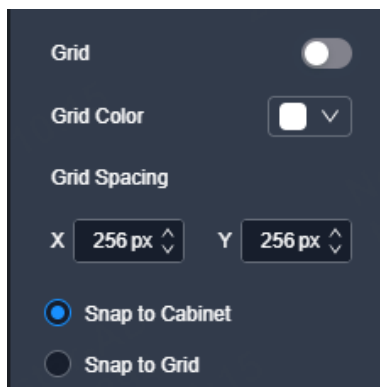 Grid
Grid Color
Grid Spacing
X 256 px Y 256 px
Snap to Cabinet
Snap to Grid